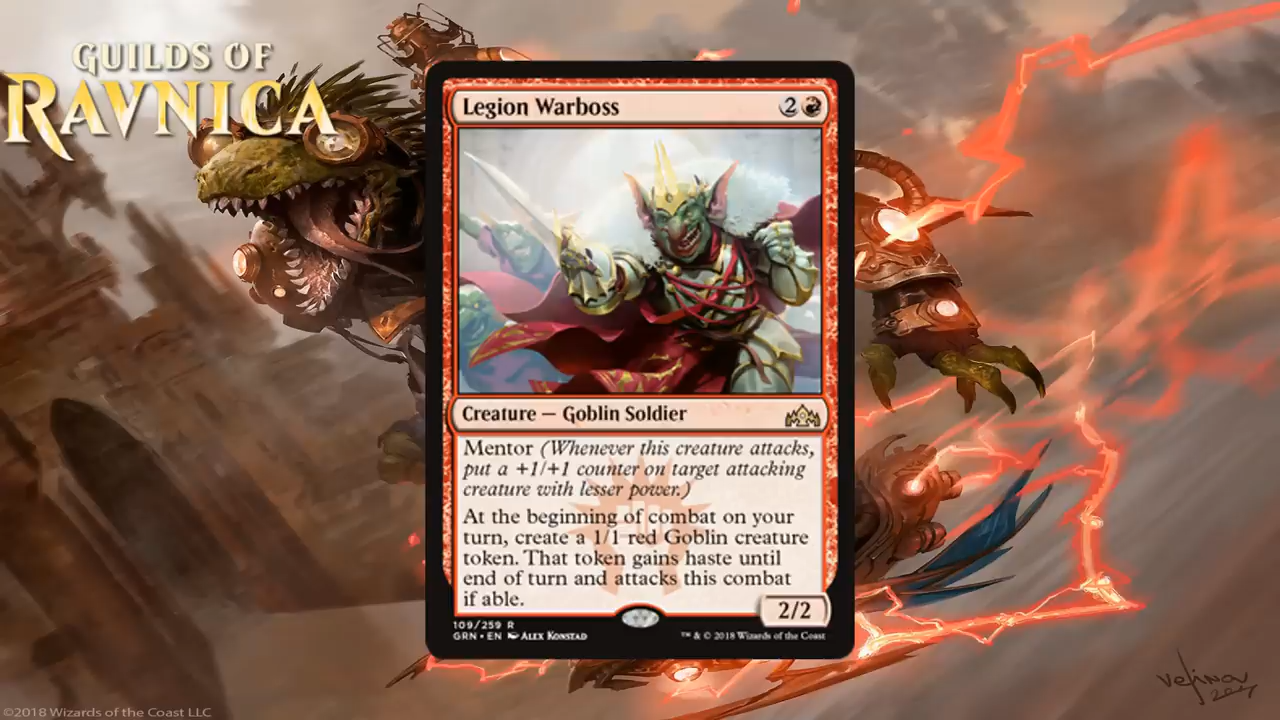 GUILDS OF
RAVNICA
Legion Warboss 2
Creature — Goblin Soldier
Mentor (Whenever this creature attacks,
put a +1/+1 counter on target attacking
creature with lesser power.)
At the beginning of combat on your
turn, create a 1/1 red Goblin creature
token. That token gains haste until
end of turn and attacks this combat
if able.
2/2
109/259 R
GRN • EN ALEX KONSTAD
™ & © 2018 Wizards of the Coast
©2018 Wizards of the Coast LLC